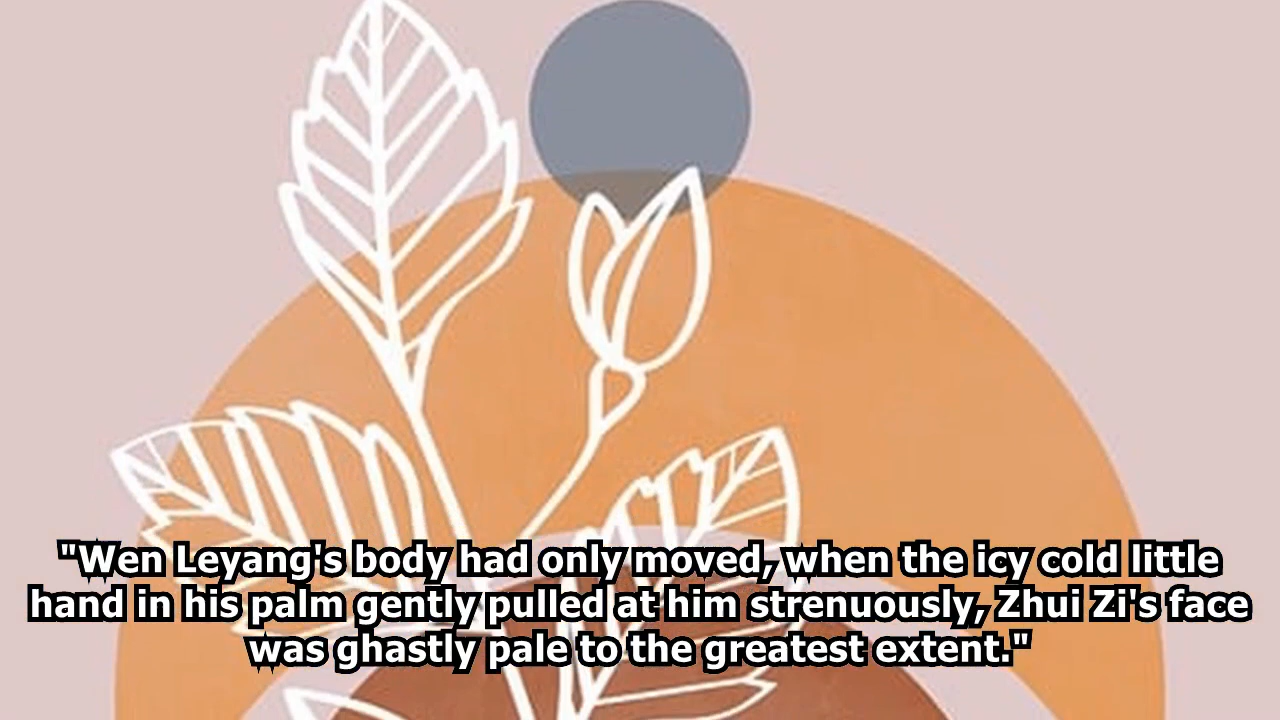 "Wen Leyang's body had only moved, when the icy cold little
hand in his palm gently pulled at him strenuously, Zhui Zi's face
was ghastly pale to the greatest extent."